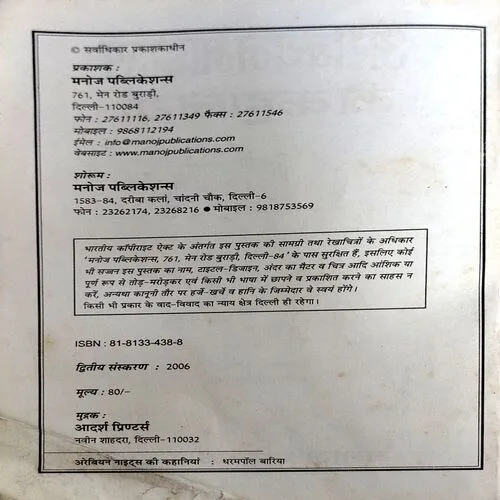 © सर्वाधिकार प्रकाशकाधीन
प्रकाशक :
मनोज पब्लिकेशन्स
761, मेन रोड बुराड़ी,
दिल्ली-110084
फोन : 27611116, 27611349 फैक्स : 27611546
मोबाइल : 9868112194
ईमेल : info@manojpublications.com
वेबसाइट : www.manojpublications.com
शोरूम :
मनोज पब्लिकेशन्स
1583-84, दरीबा कलां, चांदनी चौक, दिल्ली-6
फोन : 23262174, 23268216 ● मोबाइल : 9818753569
भारतीय कॉपीराइट ऐक्ट के अंतर्गत इस पुस्तक की सामग्री तथा रेखाचित्रों के अधिकार
'मनोज पब्लिकेशन्स, 761, मेन रोड बुराड़ी, दिल्ली-84' के पास सुरक्षित हैं, इसलिए कोई
भी सज्जन इस पुस्तक का नाम, टाइटल-डिजाइन, अंदर का मैटर व चित्र आदि आंशिक या
पूर्ण रूप से तोड़-मरोड़कर एवं किसी भी भाषा में छापने व प्रकाशित करने का साहस न
करें, अन्यथा कानूनी तौर पर हर्जे-खर्चे व हानि के जिम्मेदार वे स्वयं होंगे।
किसी भी प्रकार के वाद-विवाद का न्याय क्षेत्र दिल्ली ही रहेगा।
ISBN : 81-8133-438-8
द्वितीय संस्करण : 2006
मूल्य : 80/-
मुद्रक :
आदर्श प्रिण्टर्स
नवीन शाहदरा, दिल्ली-110032
अरेबियन नाइट्स की कहानियां : धरमपॉल बारिया